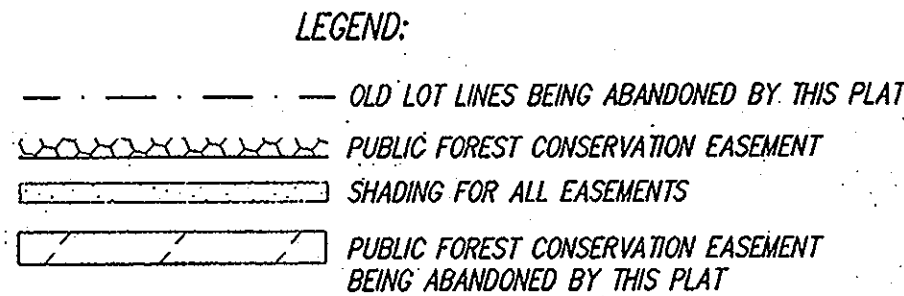 LEGEND:
OLD LOT LINES BEING ABANDONED BY THIS PLAT
PUBLIC FOREST CONSERVATION EASEMENT
SHADING FOR ALL EASEMENTS
PUBLIC FOREST CONSERVATION EASEMENT
BEING ABANDONED BY THIS PLAT